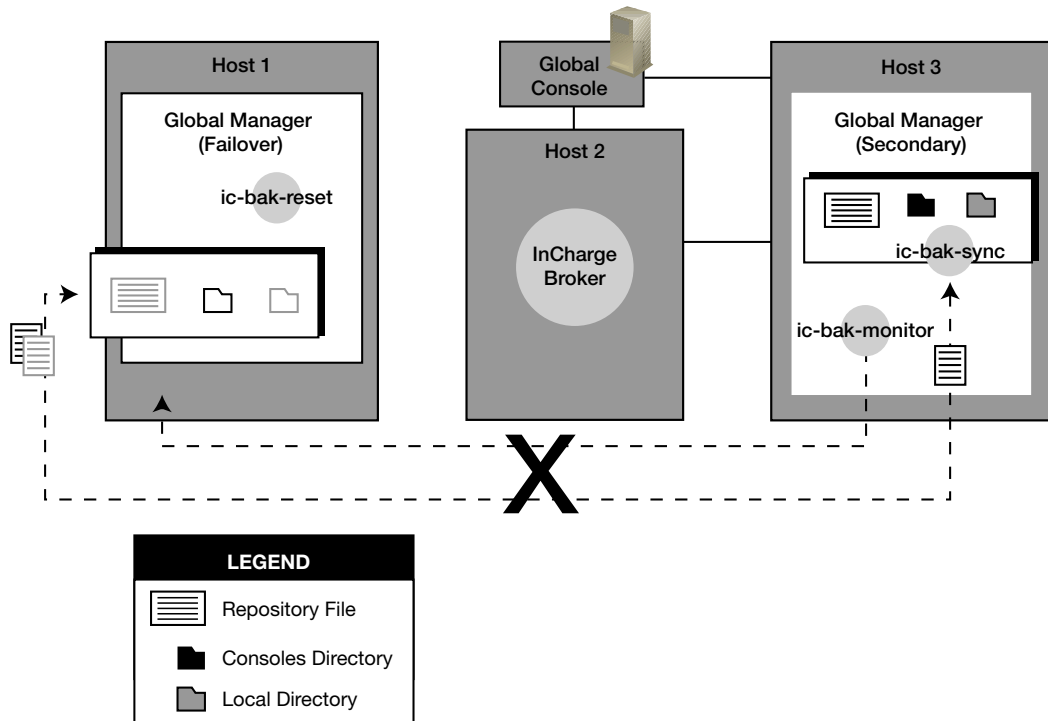 Host 1
Global Manager
(Failover)
ic-bak-reset
Global
Console
Host 2
InCharge
Broker
Host 3
Global Manager
(Secondary)
ic-bak-sync
ic-bak-monitor
X
LEGEND
Repository File
Consoles Directory
Local Directory